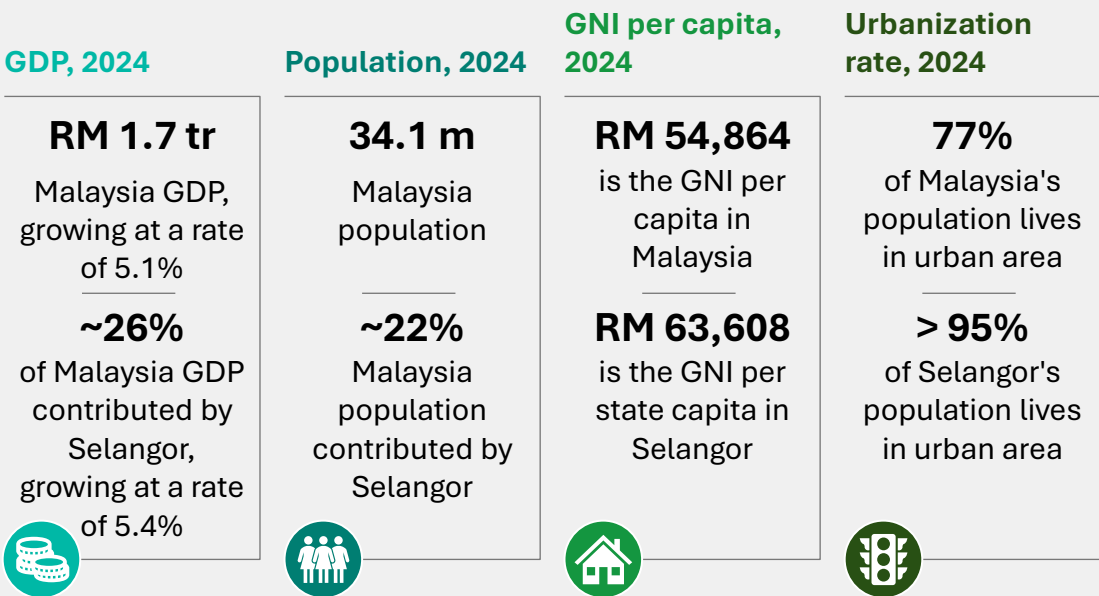 GDP, 2024
RM 1.7 tr
Malaysia GDP,
growing at a rate
of 5.1%
~26%
of Malaysia GDP
contributed by
Selangor,
growing at a rate
of 5.4%
Population, 2024
34.1 m
Malaysia
population
~22%
Malaysia
population
contributed by
Selangor
GNI per capita,
2024
RM 54,864
is the GNI per
capita in
Malaysia
RM 63,608
is the GNI per
state capita in
Selangor
Urbanization
rate, 2024
77%
of Malaysia's
population lives
in urban area
> 95%
of Selangor's
population lives
in urban area